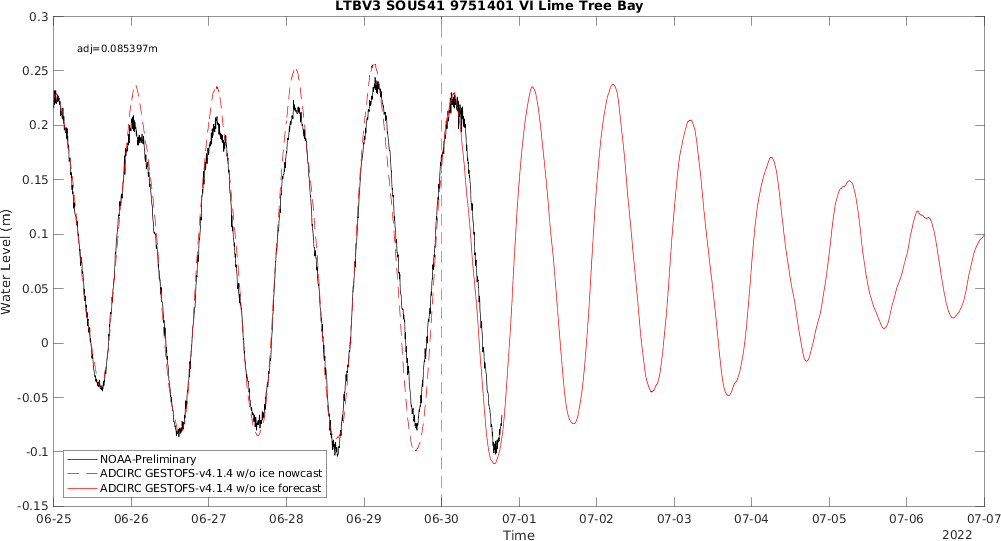 LTBV3 SOUS41 9751401 VI Lime Tree Bay
adj=0.085397m
Water Level (m)
0.3
0.25
0.2
0.15
0.1
0.05
0
-0.05
-0.1
-0.15
NOAA-Preliminary
ADCIRC GESTOFS-v4.1.4 w/o ice nowcast
ADCIRC GESTOFS-v4.1.4 w/o ice forecast
06-25 06-26 06-27 06-28 06-29 06-30 07-01 07-02 07-03 07-04 07-05 07-06 07-07
Time
2022